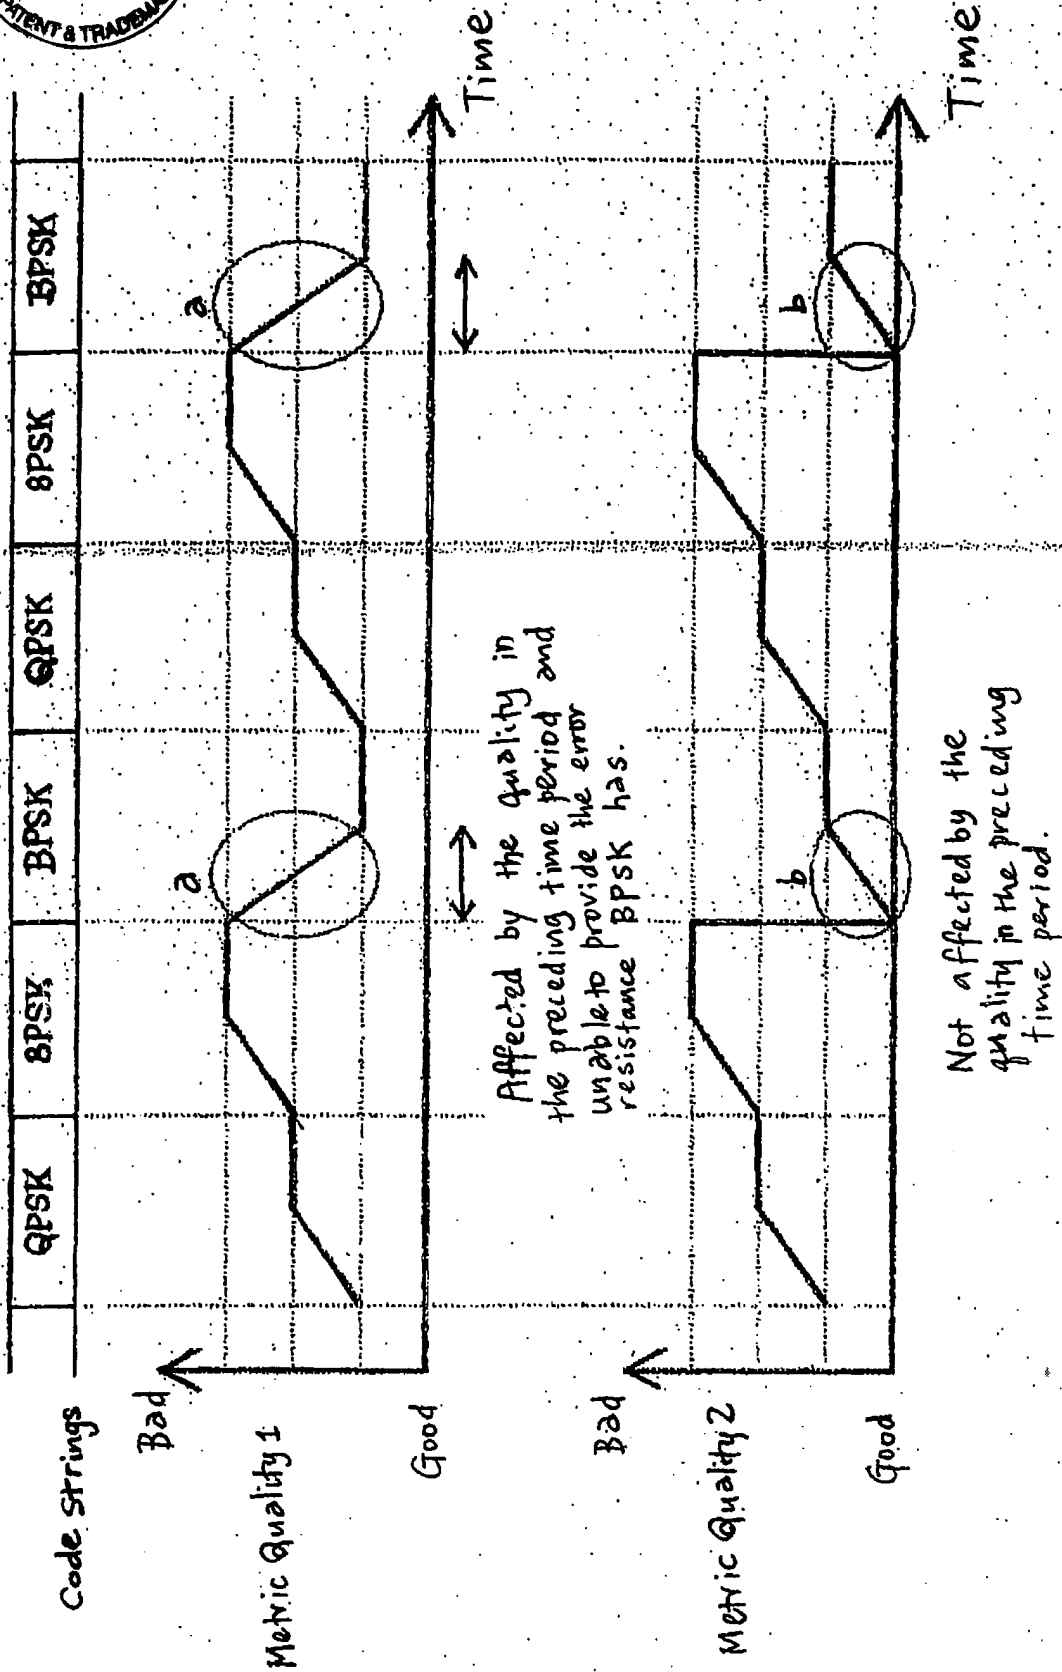 PATENT & TRADEMA
Code Strings
QPSK 8PSK BPSK QPSK 8PSK BPSK
Bad
Metric Quality 1
Good
a
a
Time
Affected by the quality in
the preceding time period and
unable to provide the error
resistance BPSK has.
Bad
Metric Quality 2
Good
b
b
Time
Not affected by the
quality in the preceding
time period.